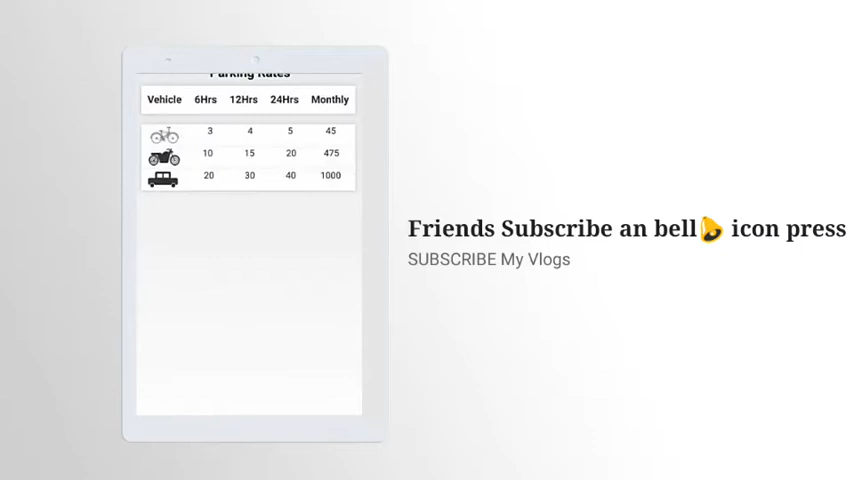 Parking Rates
Vehicle 6Hrs 12Hrs 24Hrs Monthly
3 4 5 45
10 15 20 475
20 30 40 1000
Friends Subscribe an bell🔔 icon press
SUBSCRIBE My Vlogs